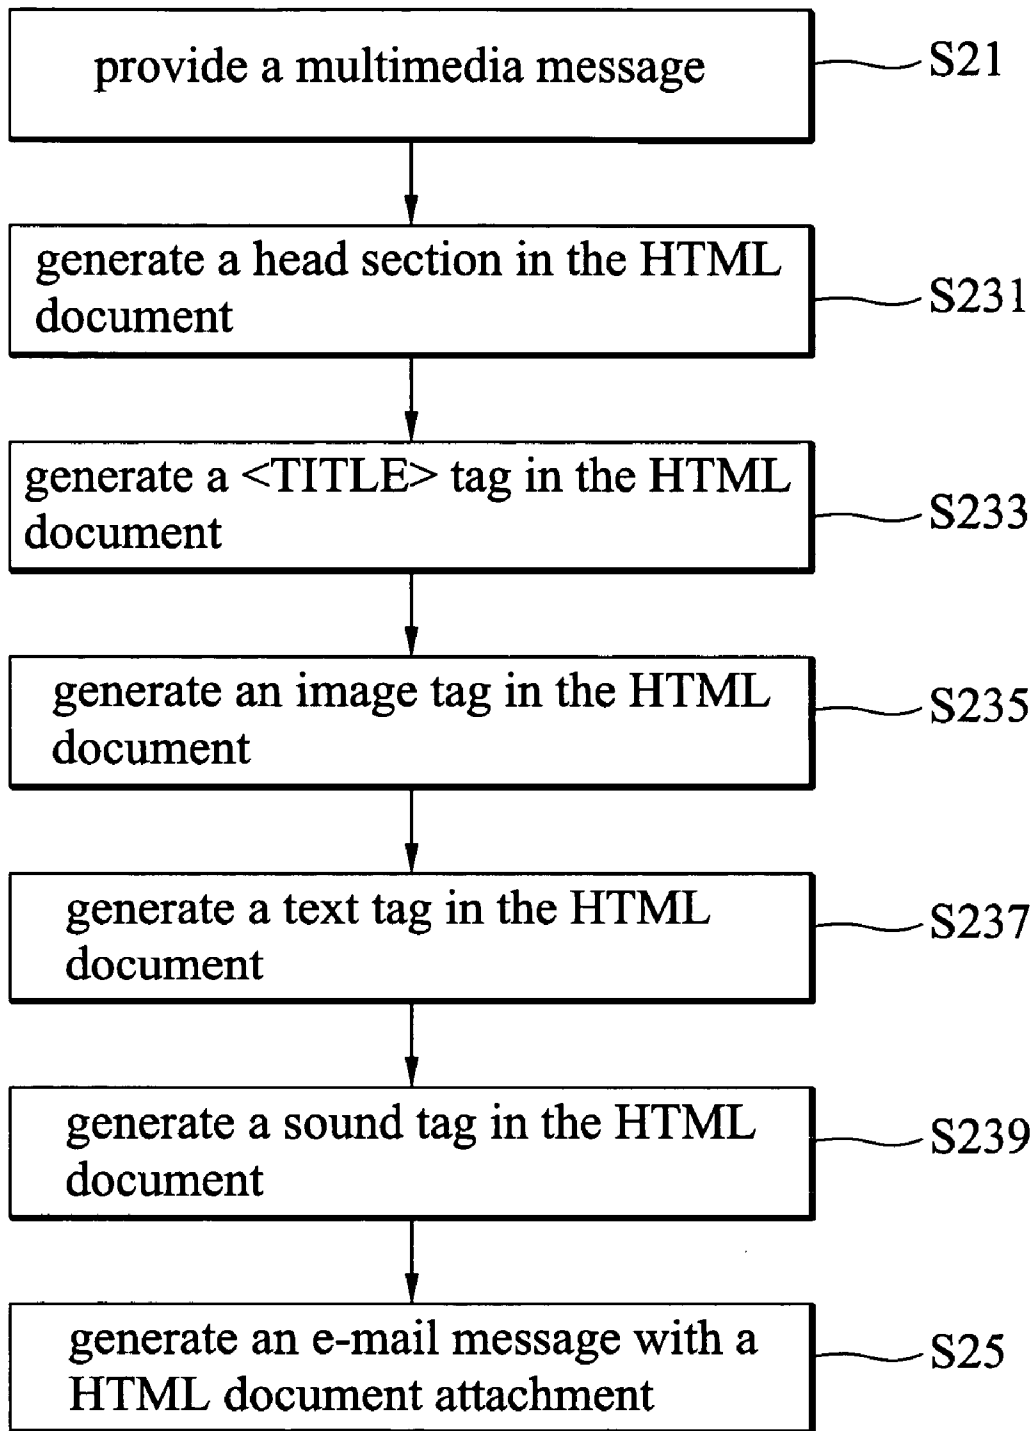 provide a multimedia message
S21
generate a head section in the HTML
document
S231
generate a <TITLE> tag in the HTML
document
S233
generate an image tag in the HTML
document
S235
generate a text tag in the HTML
document
S237
generate a sound tag in the HTML
document
S239
generate an e-mail message with a
HTML document attachment
S25